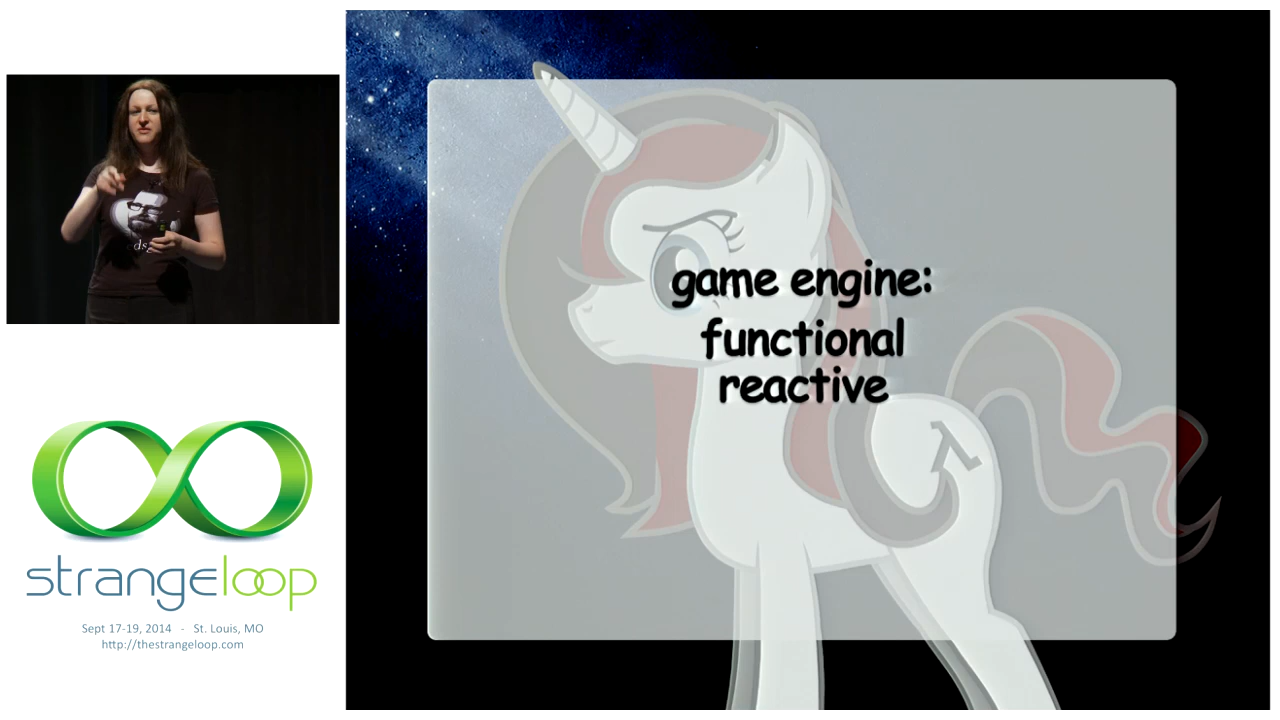 game engine:
functional
reactive
λ
strangeloop
Sept 17-19, 2014 - St. Louis, MO
http://thestrangeloop.com